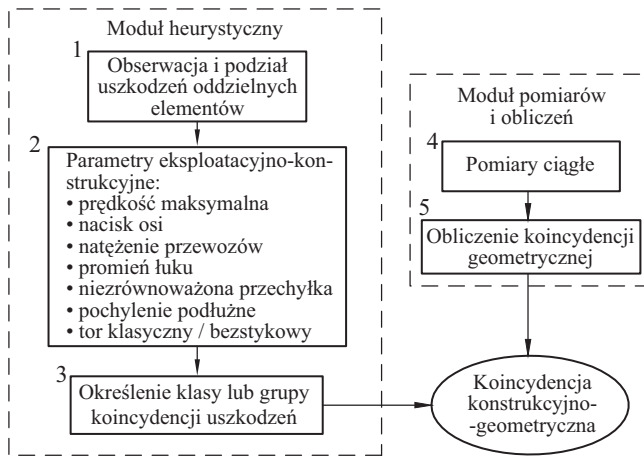 Moduł heurystyczny
1
Obserwacja i podział
uszkodzeń oddzielnych
elementów
2
Parametry eksploatacyjno-kon-
strukcyjne:
• prędkość maksymalna
• nacisk osi
• natężenie przewozów
• promień łuku
• niezrównoważona przechyłka
• pochylenie podłużne
• tor klasyczny / bezstykowy
3
Określenie klasy lub grupy
koincydencji uszkodzeń
Moduł pomiarów
i obliczeń
4
Pomiary ciągłe
5
Obliczenie koincydencji
geometrycznej
Koincydencja
konstrukcyjno-
-geometryczna